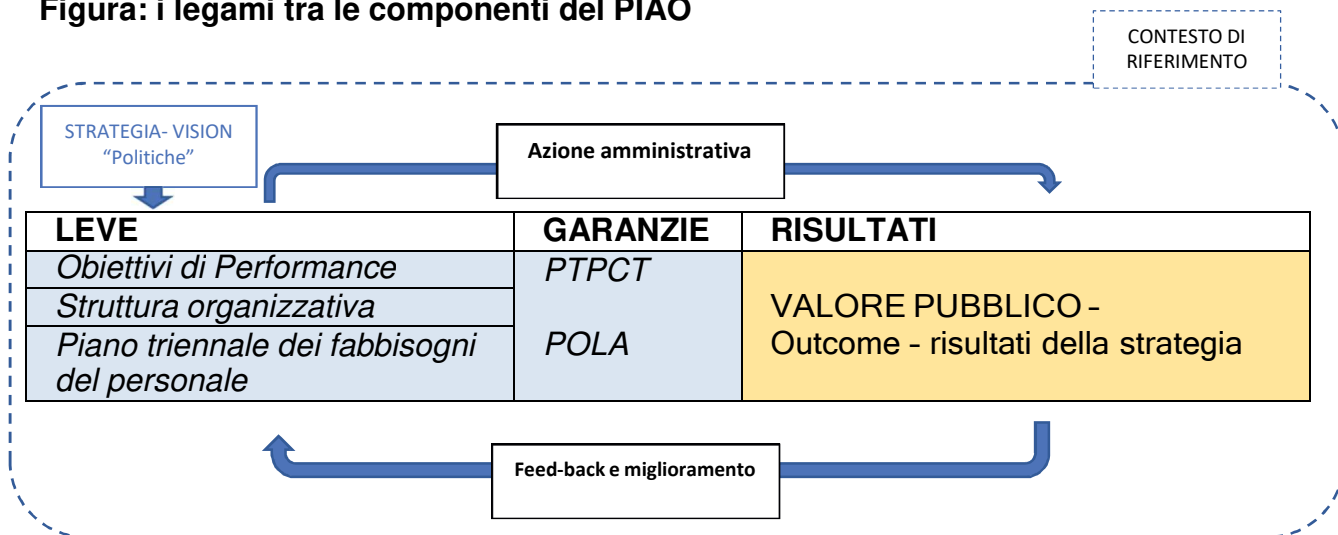 Figura: i legami tra le componenti del PIAO
CONTESTO DI
RIFERIMENTO
STRATEGIA- VISION
“Politiche”
Azione amministrativa
LEVE
GARANZIE
RISULTATI
Obiettivi di Performance
PTPCT
Struttura organizzativa
VALORE PUBBLICO –
Piano triennale dei fabbisogni
POLA
Outcome – risultati della strategia
del personale
Feed-back e miglioramento